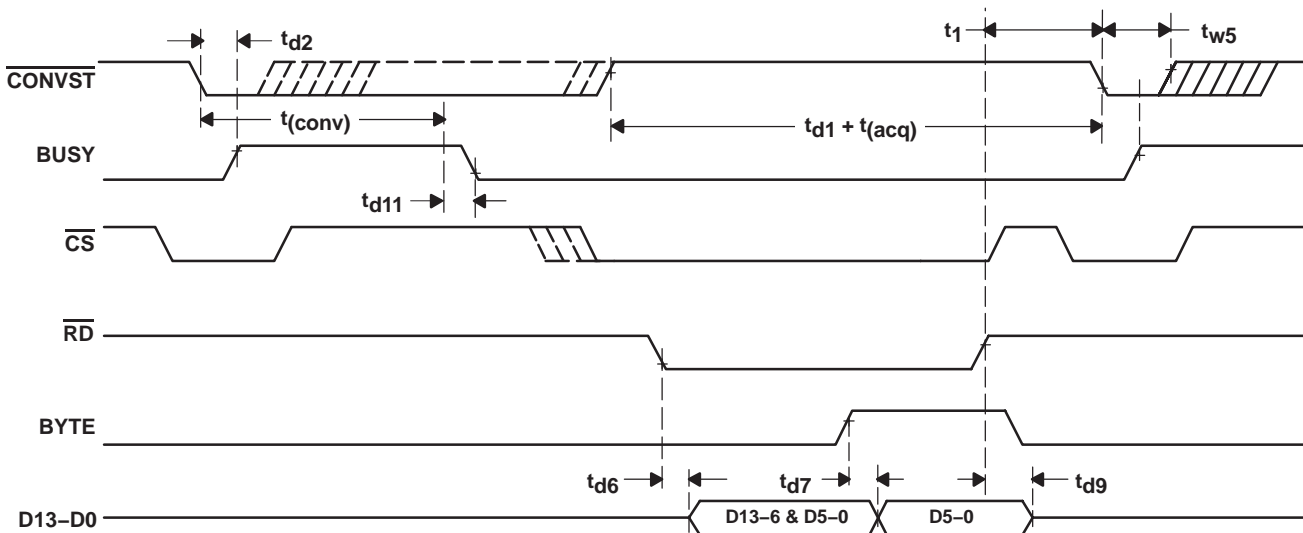 t1
tw5
td2
CONVST
t(conv)
td1 + t(acq)
BUSY
td11
CS
RD
BYTE
td6
td7
td9
D13–D0
D13–6 & D5–0
D5–0